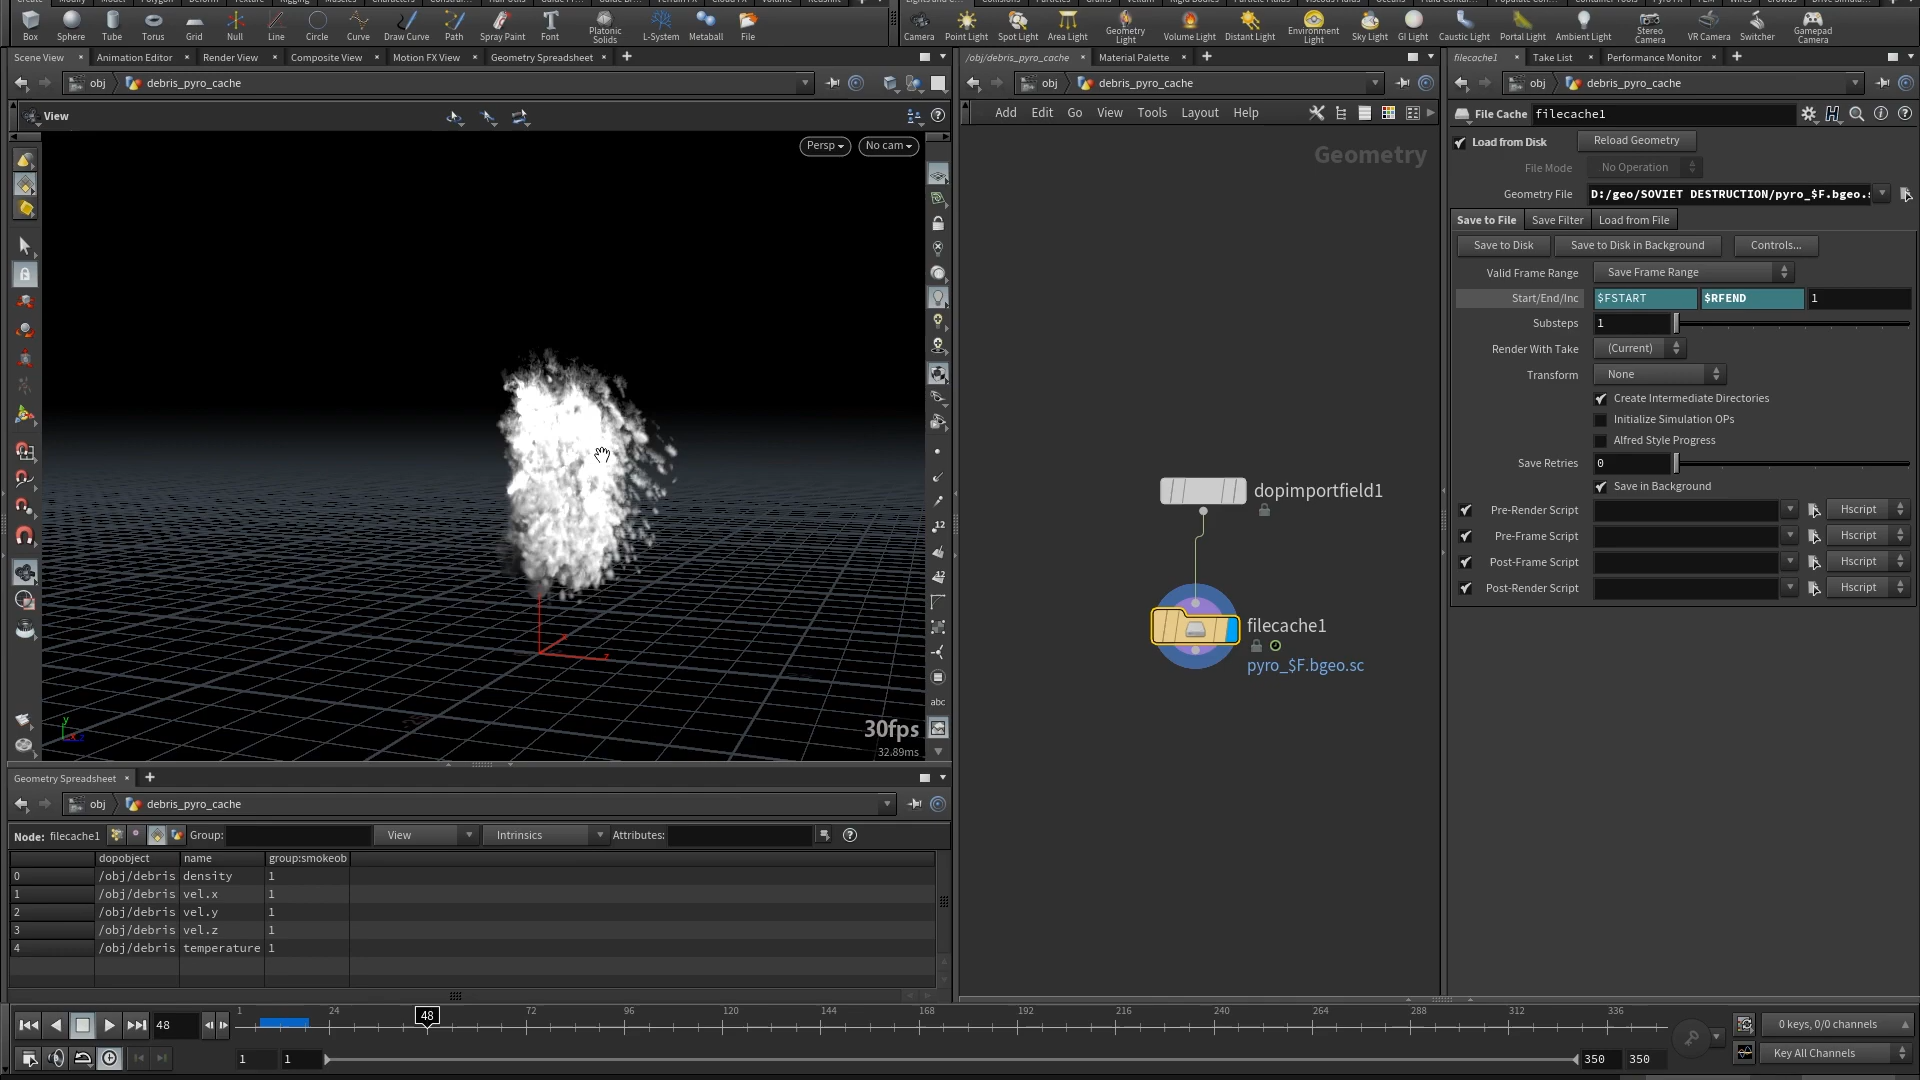 Box Sphere Tube Torus Grid Null Line Circle Curve Draw Curve Path Spray Paint Font Platonic Solids L-System Metaball File
Camera Point Light Spot Light Area Light Geometry Light Volume Light Distant Light Environment Light Sky Light GI Light Caustic Light Portal Light Ambient Light Stereo Camera VR Camera Switcher Gamepad Camera
Scene View Animation Editor Render View Composite View Motion FX View Geometry Spreadsheet
obj debris_pyro_cache
View
Persp No cam
30fps
32.89ms
/obj/debris_pyro_cache Material Palette
obj debris_pyro_cache
Add Edit Go View Tools Layout Help
Geometry
dopimportfield1
filecache1
pyro_$F.bgeo.sc
filecache1 Take List Performance Monitor
obj debris_pyro_cache
File Cache filecache1
Load from Disk Reload Geometry
File Mode No Operation
Geometry File D:/geo/SOVIET DESTRUCTION/pyro_$F.bgeo.
Save to File Save Filter Load from File
Save to Disk Save to Disk in Background Controls...
Valid Frame Range Save Frame Range
Start/End/Inc $FSTART $RFEND 1
Substeps 1
Render With Take (Current)
Transform None
Create Intermediate Directories
Initialize Simulation OPs
Alfred Style Progress
Save Retries 0
Save in Background
Pre-Render Script Hscript
Pre-Frame Script Hscript
Post-Frame Script Hscript
Post-Render Script Hscript
Geometry Spreadsheet
obj debris_pyro_cache
Node: filecache1 Group: View Intrinsics Attributes:
dopobject name group:smokeob
0 /obj/debris density 1
1 /obj/debris vel.x 1
2 /obj/debris vel.y 1
3 /obj/debris vel.z 1
4 /obj/debris temperature 1
48 1 24 48 72 96 120 144 168 192 216 240 264 288 312 336 0 keys, 0/0 channels
1 1 350 350 Key All Channels